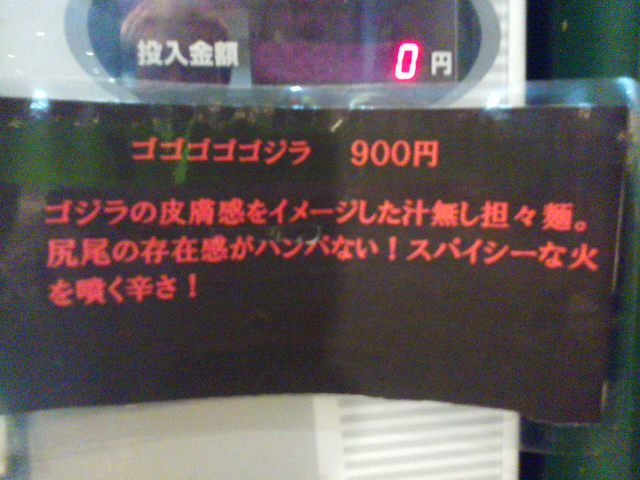 投入金額 0円
ゴゴゴゴゴジラ 900円
ゴジラの皮膚感をイメージした汁無し担々麺。
尻尾の存在感がハンパない！スパイシーな火
を噴く辛さ！